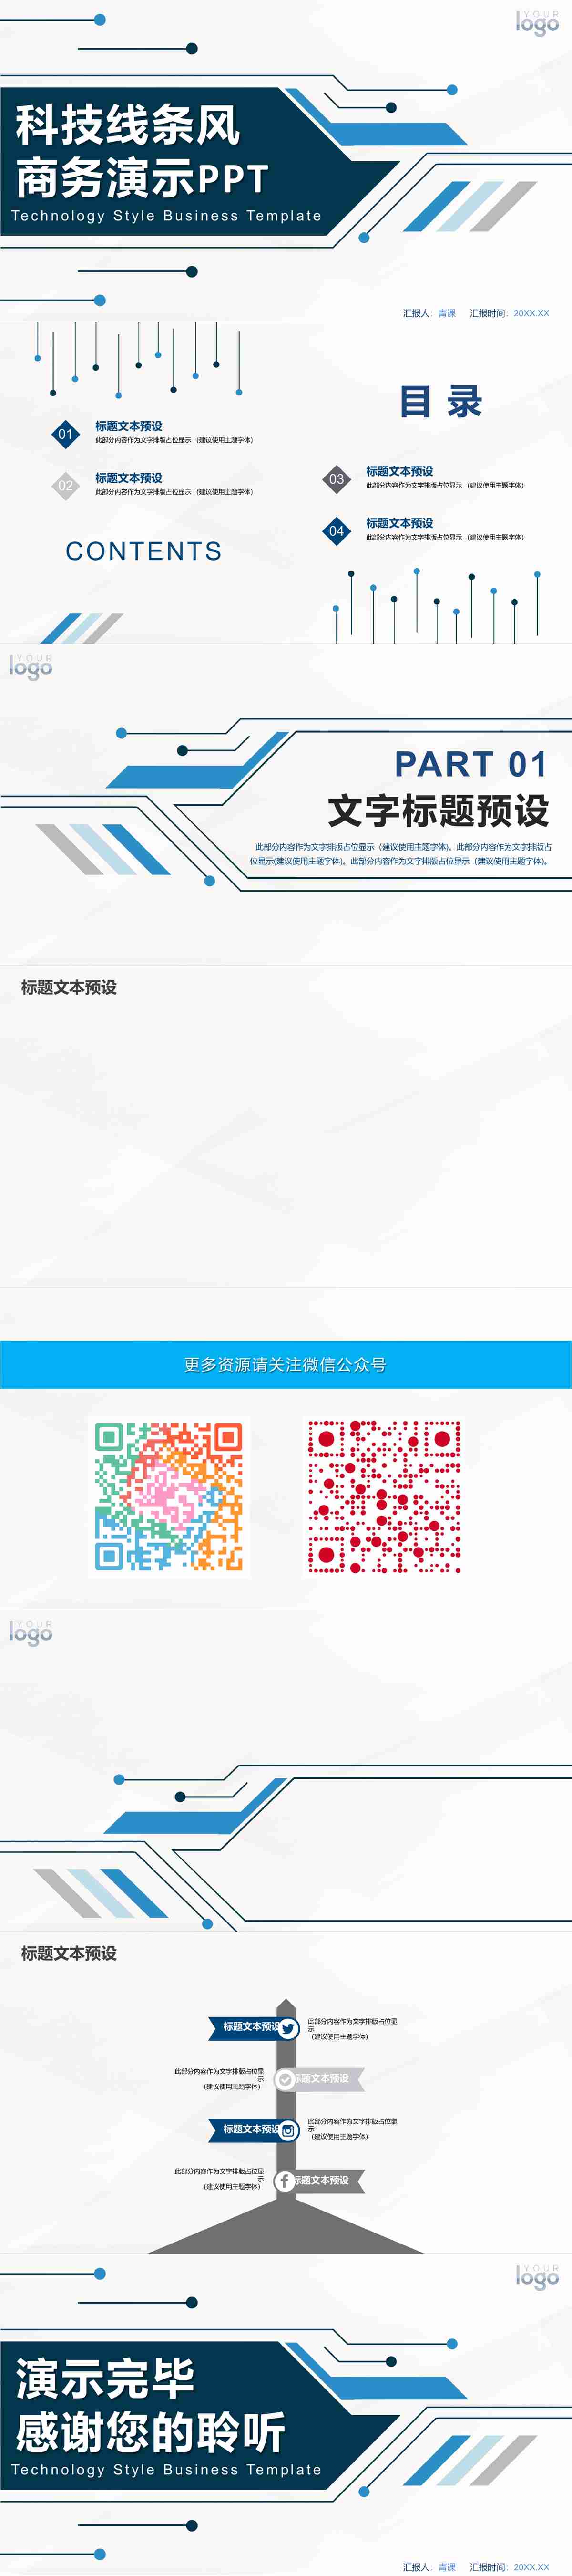 YOUR
logo
科技线条风
商务演示PPT
Technology Style Business Template
汇报人：青课 汇报时间：20XX.XX
目 录
01
标题文本预设
此部分内容作为文字排版占位显示 （建议使用主题字体）
02
标题文本预设
此部分内容作为文字排版占位显示 （建议使用主题字体）
03
标题文本预设
此部分内容作为文字排版占位显示 （建议使用主题字体）
04
标题文本预设
此部分内容作为文字排版占位显示 （建议使用主题字体）
CONTENTS
YOUR
logo
PART 01
文字标题预设
此部分内容作为文字排版占位显示（建议使用主题字体)。此部分内容作为文字排版占
位显示(建议使用主题字体)。此部分内容作为文字排版占位显示（建议使用主题字体)。
标题文本预设
更多资源请关注微信公众号
YOUR
logo
标题文本预设
标题文本预设
此部分内容作为文字排版占位显
示
（建议使用主题字体）
此部分内容作为文字排版占位显
示
（建议使用主题字体）
标题文本预设
标题文本预设
此部分内容作为文字排版占位显
示
（建议使用主题字体）
此部分内容作为文字排版占位显
示
（建议使用主题字体）
标题文本预设
YOUR
logo
演示完毕
感谢您的聆听
Technology Style Business Template
汇报人：青课 汇报时间：20XX.XX